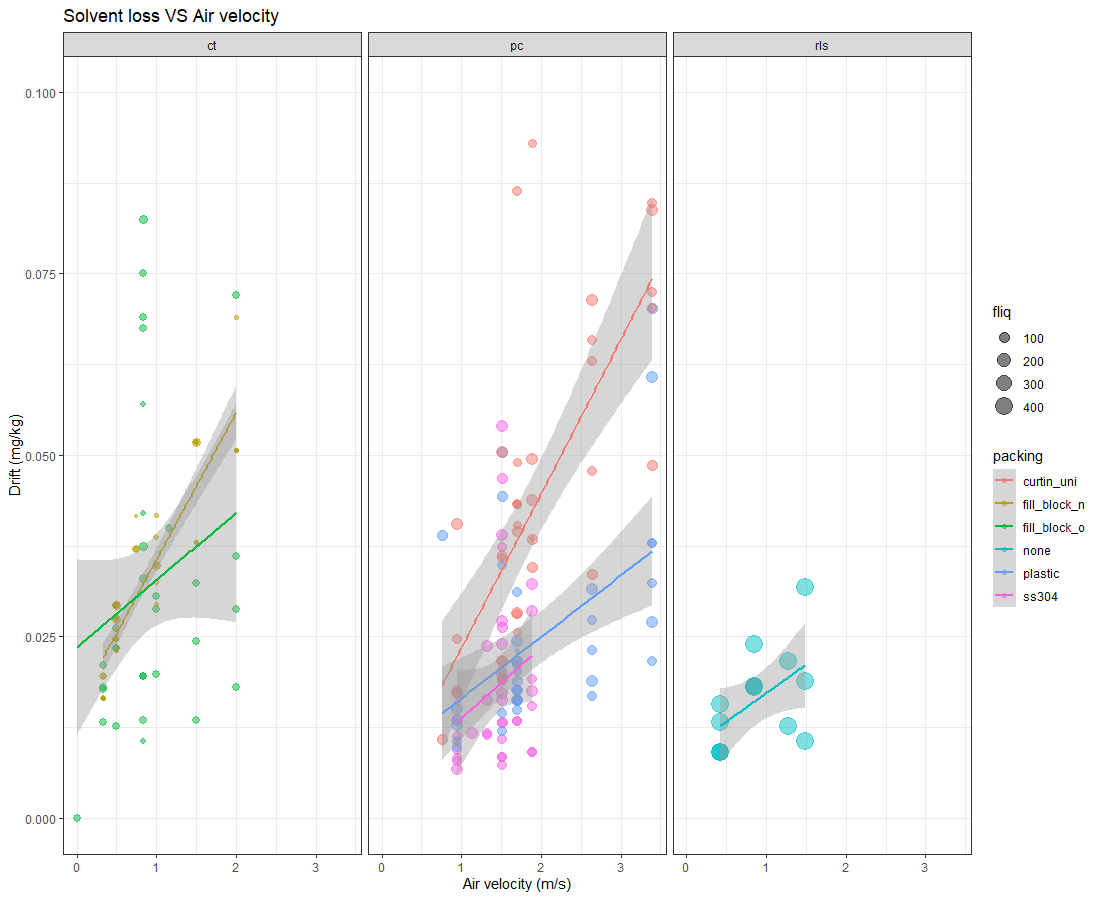 Solvent loss VS Air velocity
ct
pc
rls
Drift (mg/kg)
0.100
0.075
0.050
0.025
0.000
0 1 2 3
0 1 2 3
0 1 2 3
Air velocity (m/s)
fliq
100
200
300
400
packing
curtin_uni
fill_block_n
fill_block_o
none
plastic
ss304